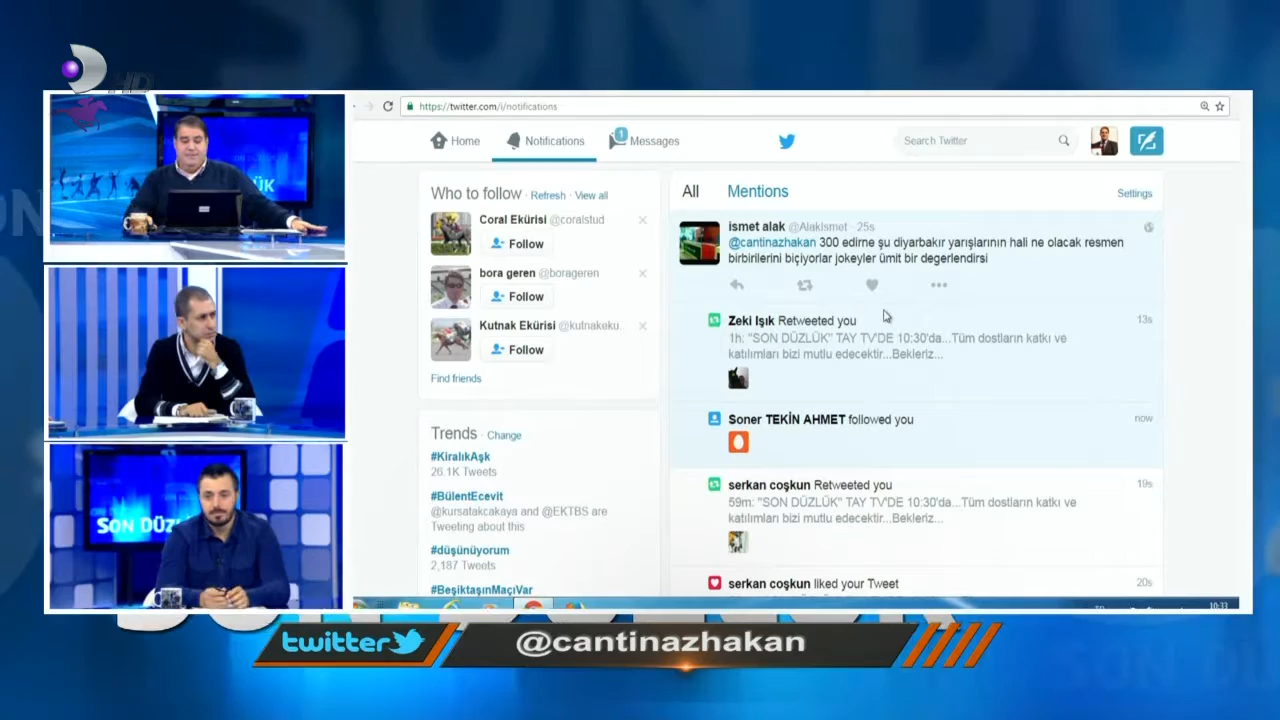 HD
https://twitter.com/i/notifications
Home
Notifications
1
Messages
Search Twitter
Who to follow · Refresh · View all
Coral Ekürisi @coralstud
Follow
bora geren @borageren
Follow
Kutnak Ekürisi @kutnakeku...
Follow
Find friends
Trends · Change
#KiralıkAşk
26.1K Tweets
#BülentEcevit
@kursatakcakaya and @EKTBS are
Tweeting about this
#düşünüyorum
2,187 Tweets
#BeşiktaşınMaçıVar
All
Mentions
Settings
ismet alak @AlakIsmet · 25s
@cantinazhakan 300 edirne şu diyarbakır yarışlarının hali ne olacak resmen
birbirilerini biçiyorlar jokeyler ümit bir degerlendirsi
Zeki Işık Retweeted you
13s
1h: "SON DÜZLÜK" TAY TV'DE 10:30'da...Tüm dostların katkı ve
katılımları bizi mutlu edecektir...Bekleriz...
Soner TEKİN AHMET followed you
now
serkan coşkun Retweeted you
19s
59m: "SON DÜZLÜK" TAY TV'DE 10:30'da...Tüm dostların katkı ve
katılımları bizi mutlu edecektir...Bekleriz...
serkan coşkun liked your Tweet
20s
10:33
SON DÜZL
twitter
@cantinazhakan